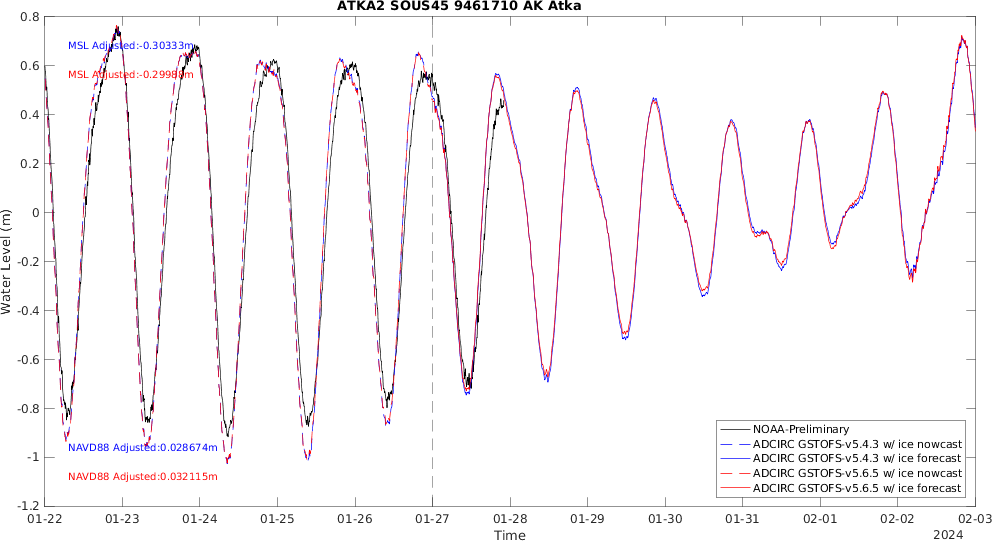 ATKA2 SOUS45 9461710 AK Atka
0.8
0.6
0.4
0.2
0
-0.2
-0.4
-0.6
-0.8
-1
-1.2
Water Level (m)
MSL Adjusted:-0.30333m
MSL Adjusted:-0.29988m
NAVD88 Adjusted:0.028674m
NAVD88 Adjusted:0.032115m
NOAA-Preliminary
ADCIRC GSTOFS-v5.4.3 w/ ice nowcast
ADCIRC GSTOFS-v5.4.3 w/ ice forecast
ADCIRC GSTOFS-v5.6.5 w/ ice nowcast
ADCIRC GSTOFS-v5.6.5 w/ ice forecast
01-22 01-23 01-24 01-25 01-26 01-27 01-28 01-29 01-30 01-31 02-01 02-02 02-03
Time
2024